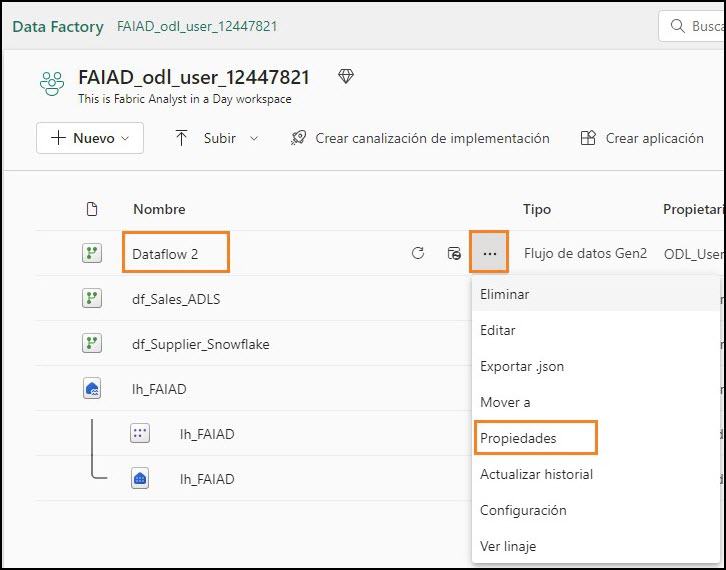 Data Factory FAIAD_odl_user_12447821 Busca
FAIAD_odl_user_12447821
This is Fabric Analyst in a Day workspace
Nuevo Subir Crear canalización de implementación Crear aplicación
Nombre Tipo Propietari
Dataflow 2 ... Flujo de datos Gen2 ODL_User
Eliminar
df_Sales_ADLS
Editar
df_Supplier_Snowflake
Exportar .json
lh_FAIAD
Mover a
lh_FAIAD
Propiedades
lh_FAIAD
Actualizar historial
Configuración
Ver linaje